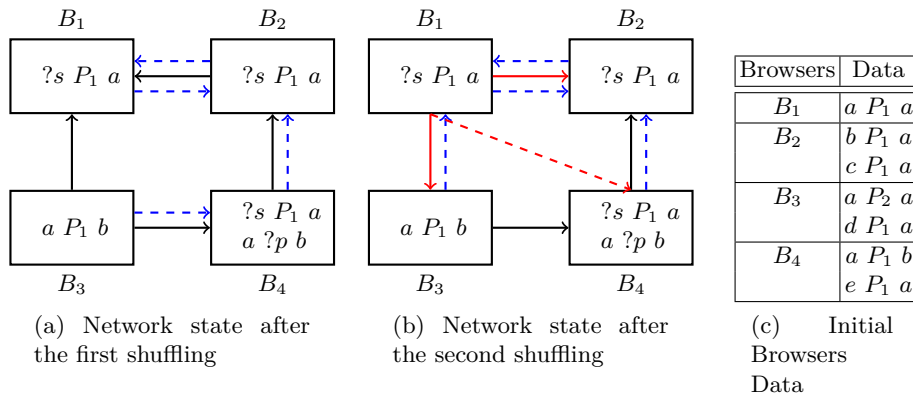 B1 B2
?s P1 a ?s P1 a
a P1 b ?s P1 a
a ?p b
B3 B4
(a) Network state after
the first shuffling
B1 B2
?s P1 a ?s P1 a
a P1 b ?s P1 a
a ?p b
B3 B4
(b) Network state after
the second shuffling
Browsers Data
B1 a P1 a
B2 b P1 a
c P1 a
B3 a P2 a
d P1 a
B4 a P1 b
e P1 a
(c) Initial
Browsers
Data